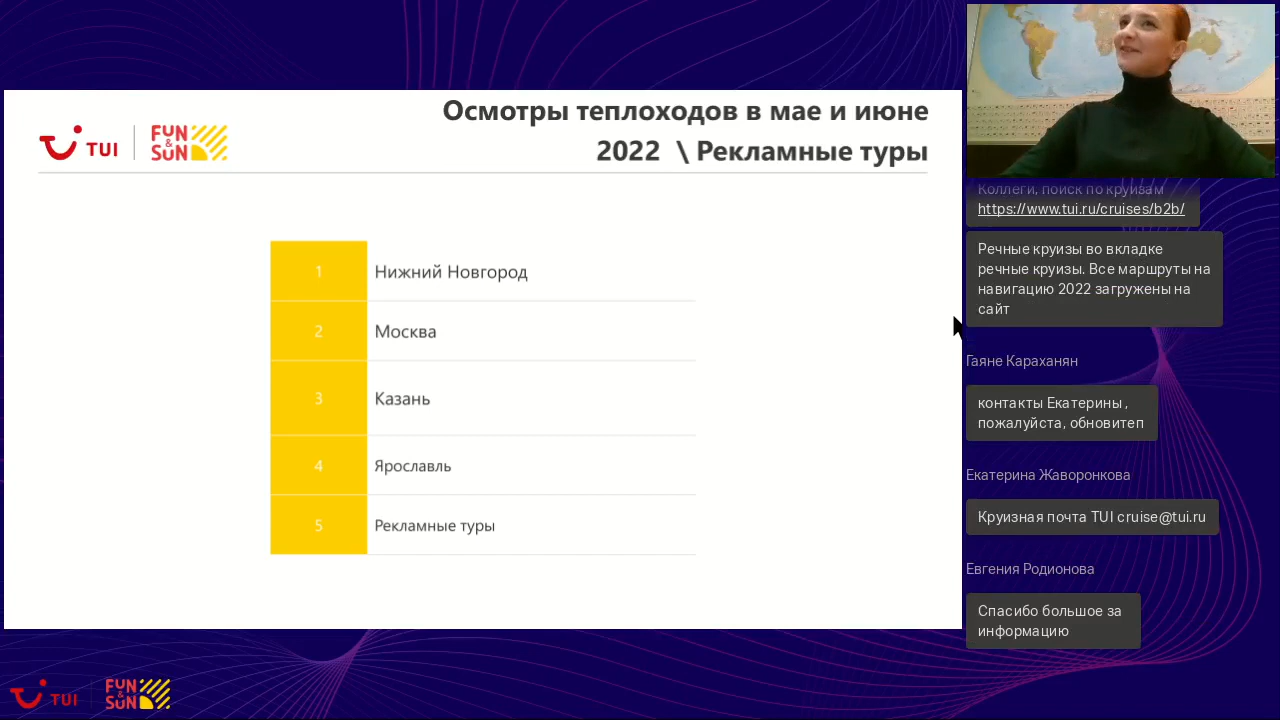 Осмотры теплоходов в мае и июне
2022 \ Рекламные туры
TUI
FUN
&
SUN
1 Нижний Новгород
2 Москва
3 Казань
4 Ярославль
5 Рекламные туры
Коллеги, поиск по круизам
https://www.tui.ru/cruises/b2b/
Речные круизы во вкладке
речные круизы. Все маршруты на
навигацию 2022 загружены на
сайт
Гаяне Караханян
контакты Екатерины ,
пожалуйста, обновитеп
Екатерина Жаворонкова
Круизная почта TUI cruise@tui.ru
Евгения Родионова
Спасибо большое за
информацию
TUI
FUN
&
SUN